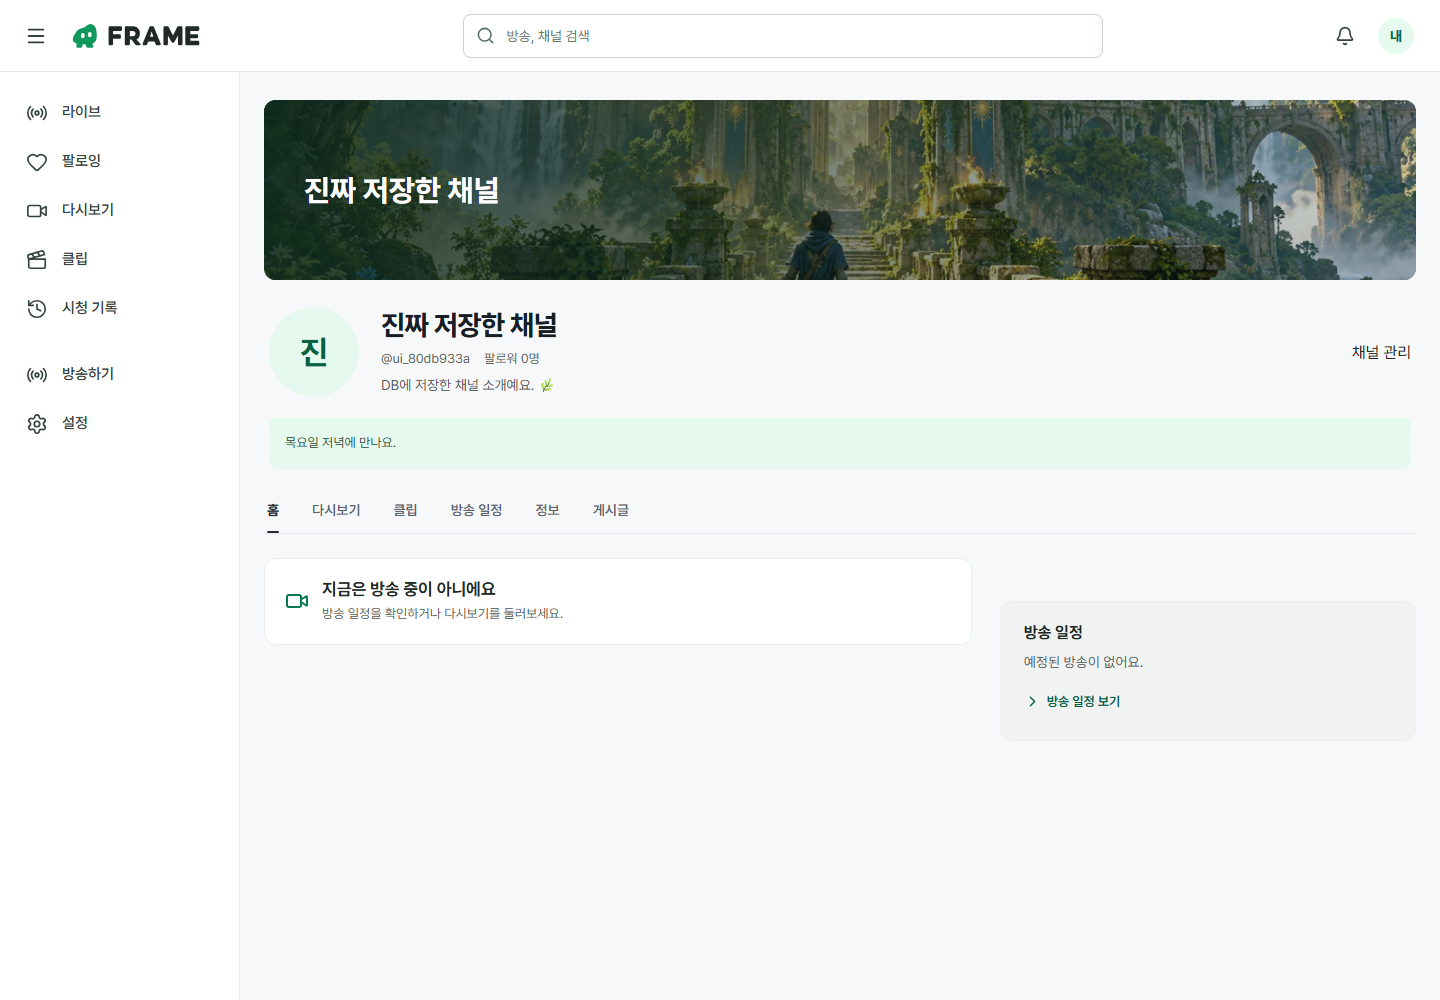 FRAME
방송, 채널 검색
내
라이브
팔로잉
다시보기
클립
시청 기록
방송하기
설정
진짜 저장한 채널
진
진짜 저장한 채널
@ui_80db933a 팔로워 0명
DB에 저장한 채널 소개예요. 🌿
채널 관리
목요일 저녁에 만나요.
홈 다시보기 클립 방송 일정 정보 게시글
지금은 방송 중이 아니에요
방송 일정을 확인하거나 다시보기를 둘러보세요.
방송 일정
예정된 방송이 없어요.
방송 일정 보기